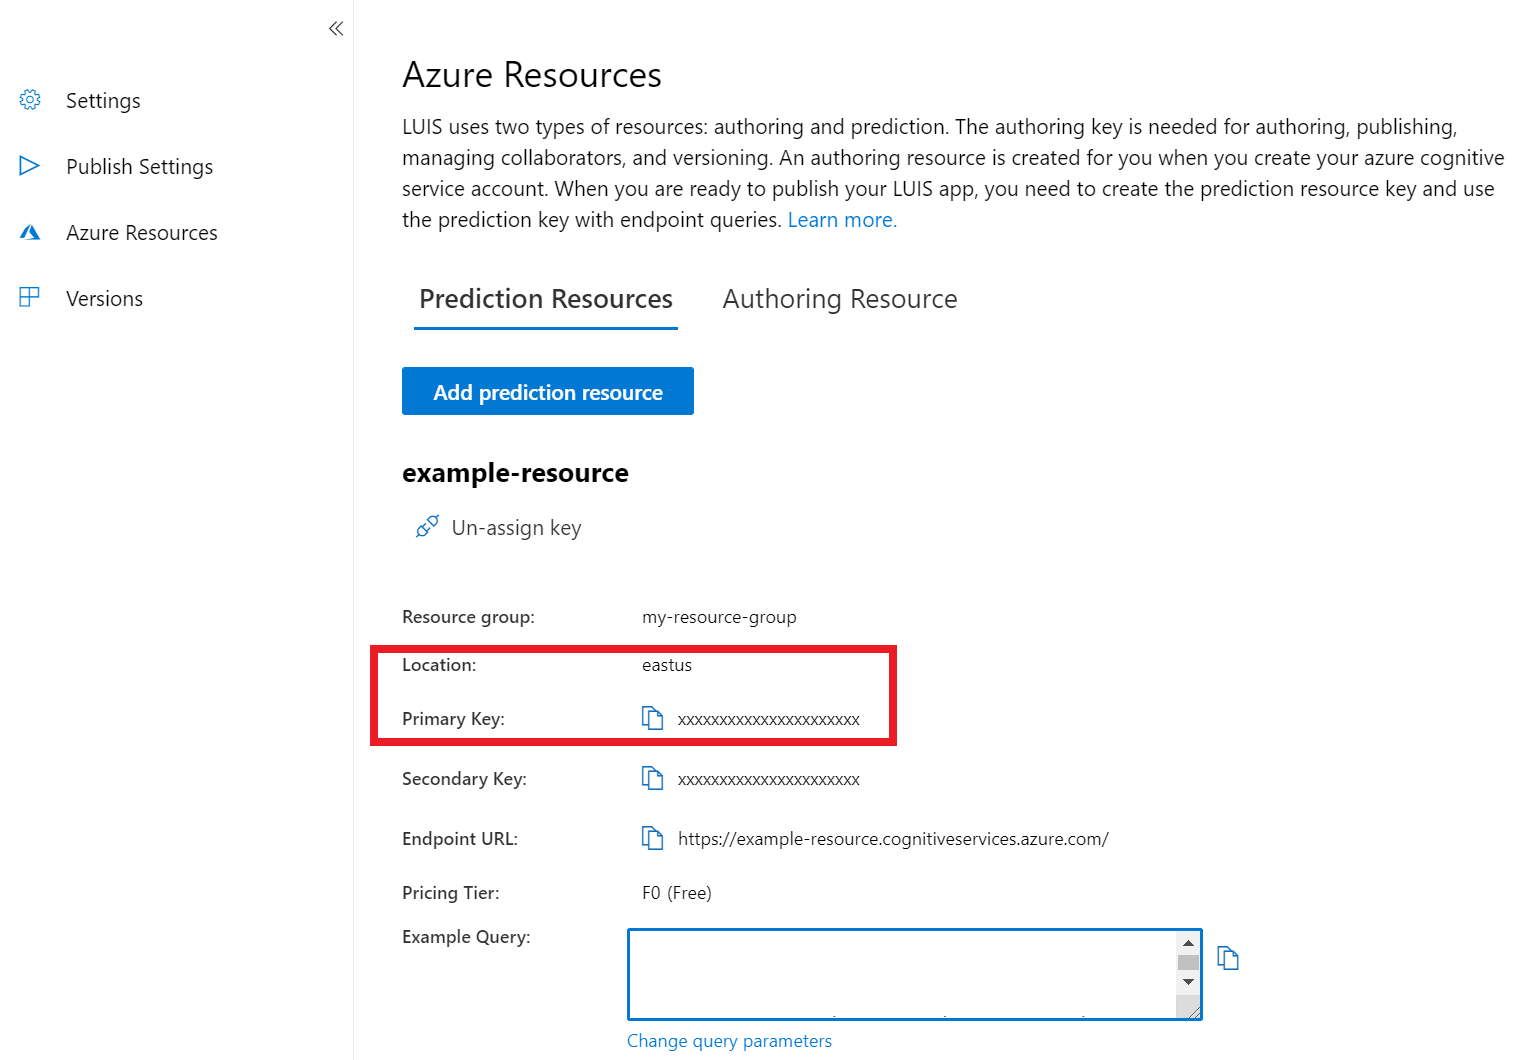 Settings
Publish Settings
Azure Resources
Versions
Azure Resources
LUIS uses two types of resources: authoring and prediction. The authoring key is needed for authoring, publishing,
managing collaborators, and versioning. An authoring resource is created for you when you create your azure cognitive
service account. When you are ready to publish your LUIS app, you need to create the prediction resource key and use
the prediction key with endpoint queries. Learn more.
Prediction Resources Authoring Resource
Add prediction resource
example-resource
Un-assign key
Resource group: my-resource-group
Location: eastus
Primary Key: xxxxxxxxxxxxxxxxxxxxxx
Secondary Key: xxxxxxxxxxxxxxxxxxxxxx
Endpoint URL: https://example-resource.cognitiveservices.azure.com/
Pricing Tier: F0 (Free)
Example Query:
Change query parameters